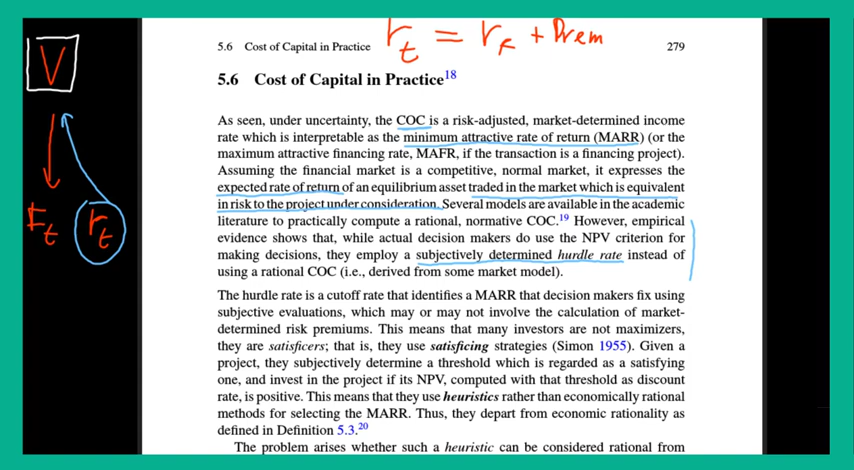 r_t = r_f + Prem
5.6 Cost of Capital in Practice 279
V
F_t r_t
5.6 Cost of Capital in Practice18
As seen, under uncertainty, the COC is a risk-adjusted, market-determined income
rate which is interpretable as the minimum attractive rate of return (MARR) (or the
maximum attractive financing rate, MAFR, if the transaction is a financing project).
Assuming the financial market is a competitive, normal market, it expresses the
expected rate of return of an equilibrium asset traded in the market which is equivalent
in risk to the project under consideration. Several models are available in the academic
literature to practically compute a rational, normative COC.19 However, empirical
evidence shows that, while actual decision makers do use the NPV criterion for
making decisions, they employ a subjectively determined hurdle rate instead of
using a rational COC (i.e., derived from some market model).
The hurdle rate is a cutoff rate that identifies a MARR that decision makers fix using
subjective evaluations, which may or may not involve the calculation of market-
determined risk premiums. This means that many investors are not maximizers,
they are satisficers; that is, they use satisficing strategies (Simon 1955). Given a
project, they subjectively determine a threshold which is regarded as a satisfying
one, and invest in the project if its NPV, computed with that threshold as discount
rate, is positive. This means that they use heuristics rather than economically rational
methods for selecting the MARR. Thus, they depart from economic rationality as
defined in Definition 5.3.20
The problem arises whether such a heuristic can be considered rational from